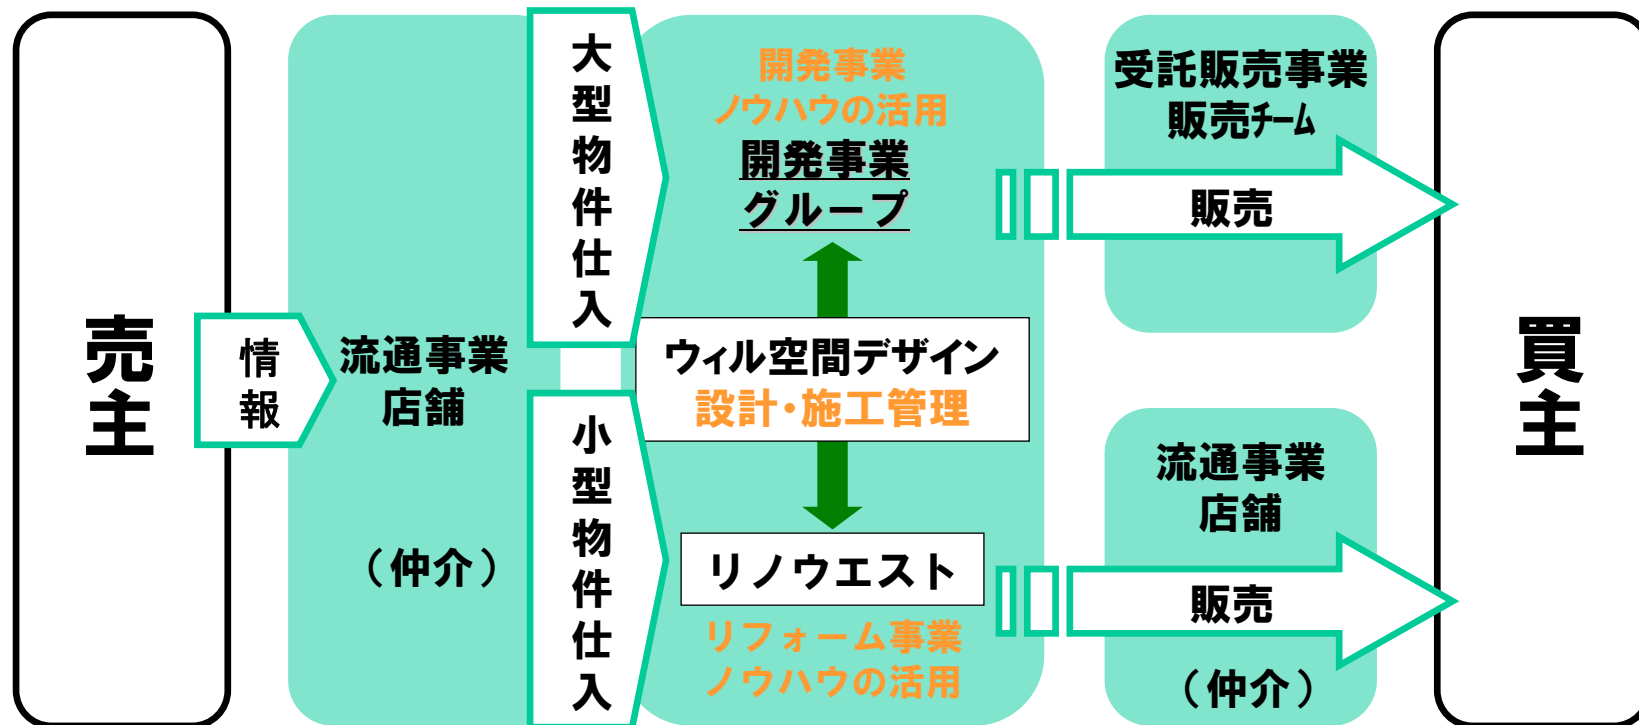 売主
情報
流通事業
店舗
（仲介）
大型物件仕入
小型物件仕入
開発事業
ノウハウの活用
開発事業
グループ
ウィル空間デザイン
設計・施工管理
リノウエスト
リフォーム事業
ノウハウの活用
受託販売事業
販売チーム
販売
流通事業
店舗
販売
（仲介）
買主